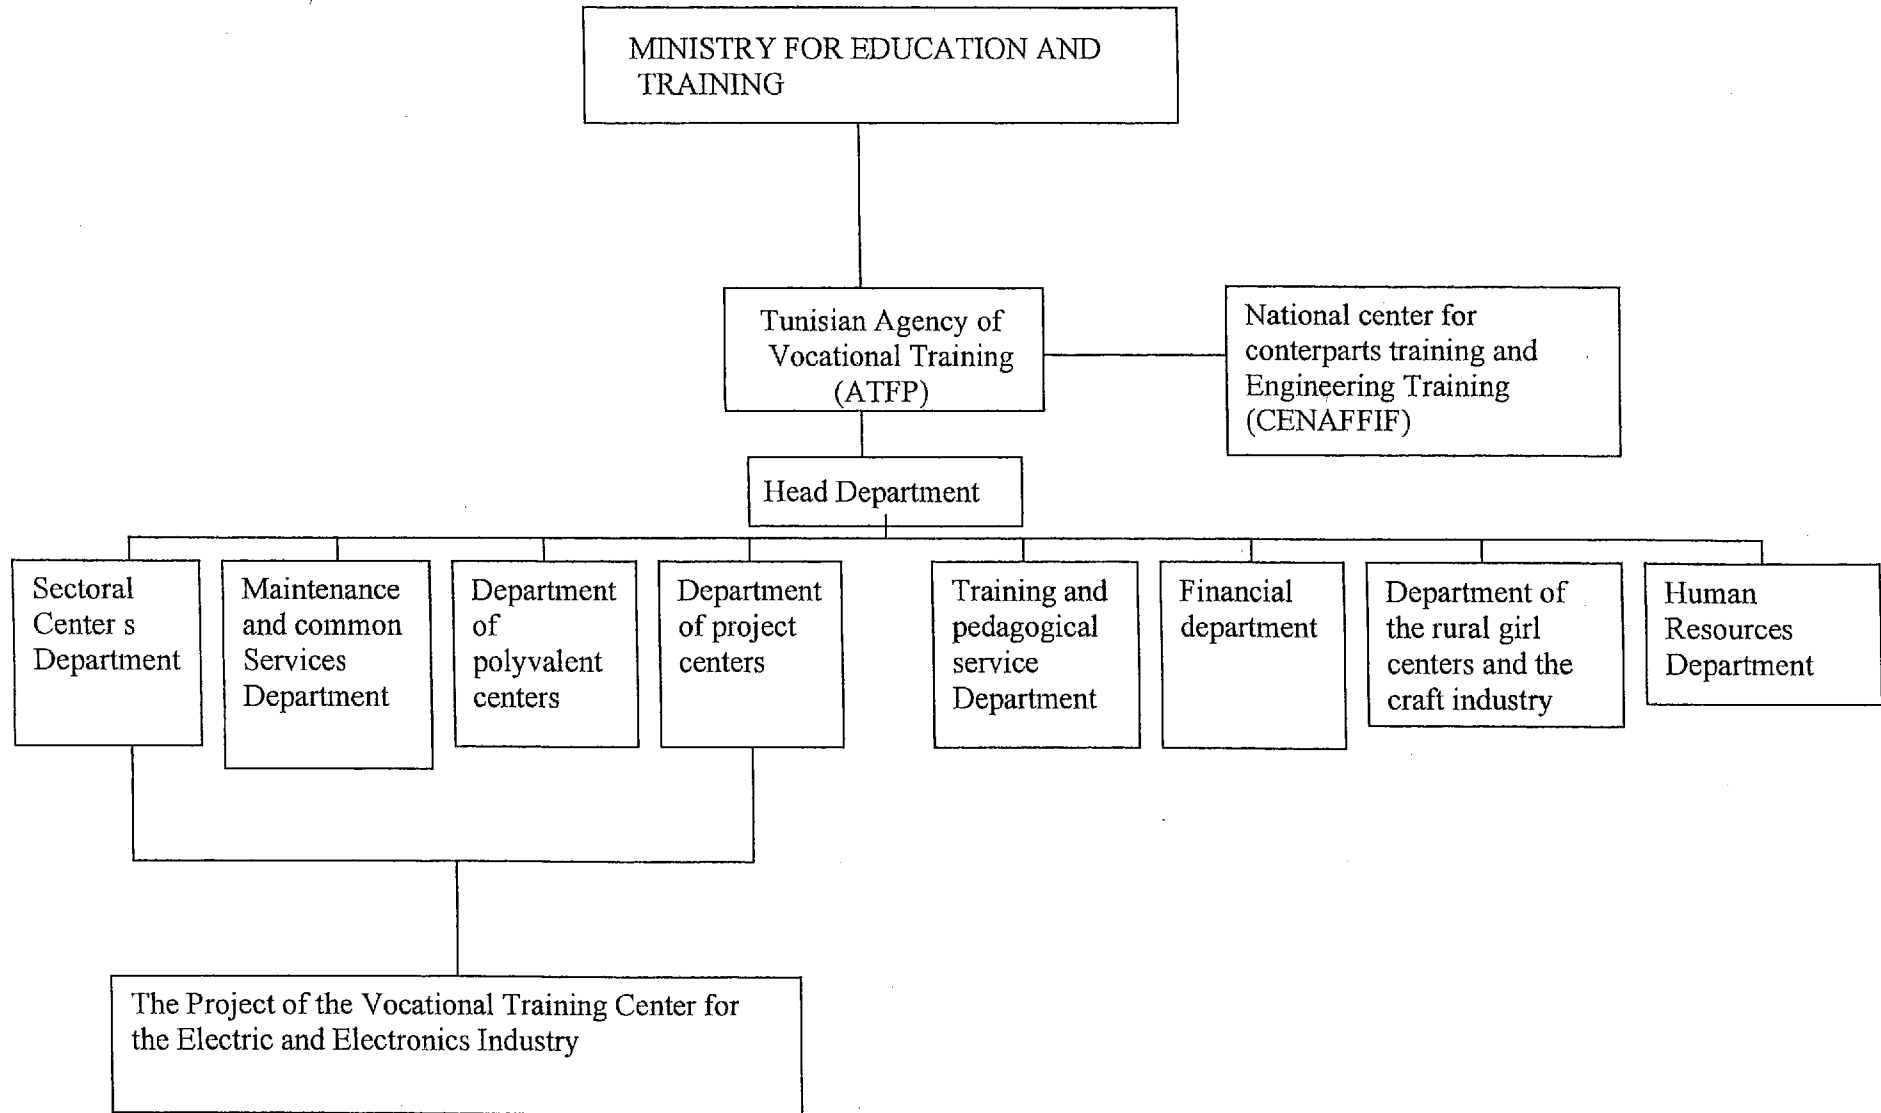 MINISTRY FOR EDUCATION AND
TRAINING
Tunisian Agency of
Vocational Training
(ATFP)
National center for
conterparts training and
Engineering Training
(CENAFFIF)
Head Department
Sectoral
Center s
Department
Maintenance
and common
Services
Department
Department
of
polyvalent
centers
Department
of project
centers
Training and
pedagogical
service
Department
Financial
department
Department of
the rural girl
centers and the
craft industry
Human
Resources
Department
The Project of the Vocational Training Center for
the Electric and Electronics Industry